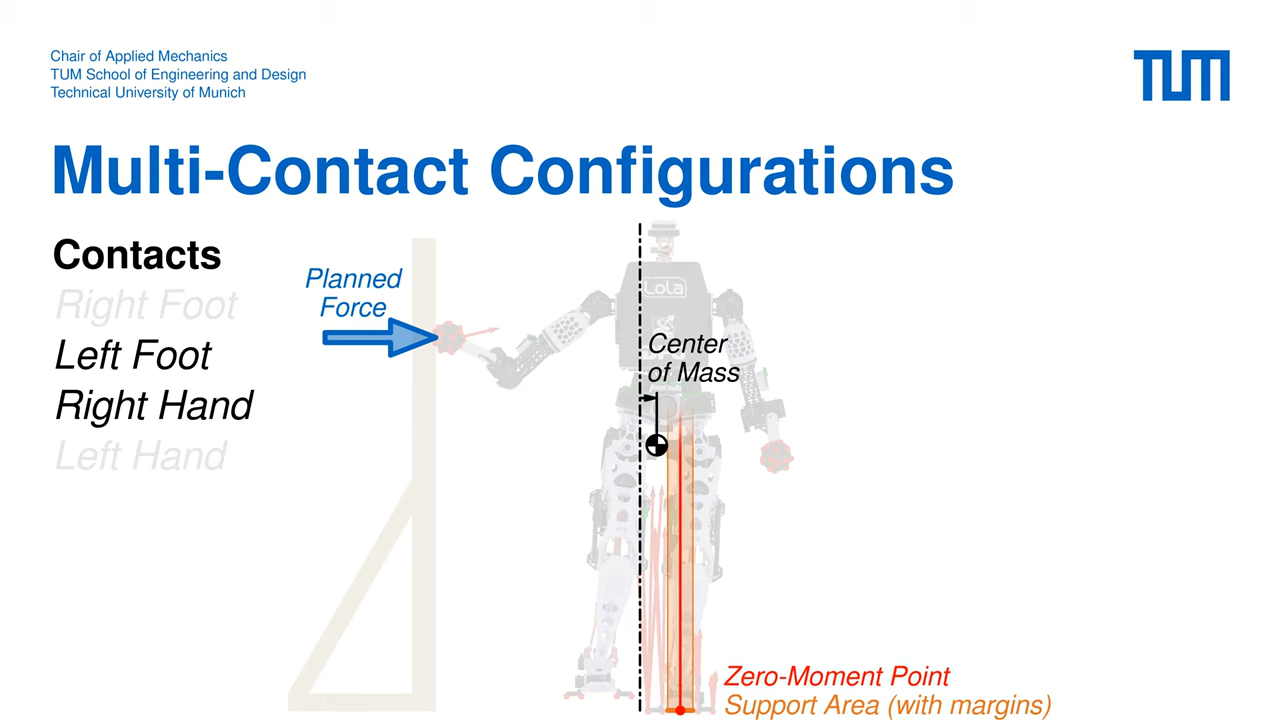 Chair of Applied Mechanics
TUM School of Engineering and Design
Technical University of Munich
TUM
Multi-Contact Configurations
Contacts
Right Foot
Left Foot
Right Hand
Left Hand
Planned
Force
Lola
Center
of Mass
Zero-Moment Point
Support Area (with margins)